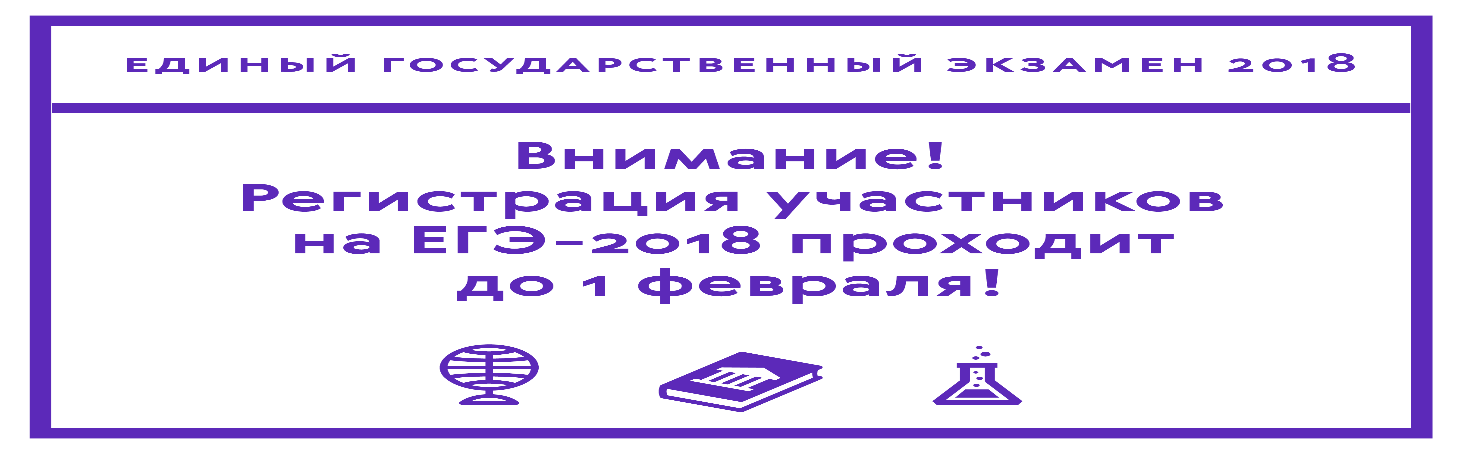 ЕДИНЫЙ ГОСУДАРСТВЕННЫЙ ЭКЗАМЕН 2018
Внимание!
Регистрация участников
на ЕГЭ-2018 проходит
до 1 февраля!